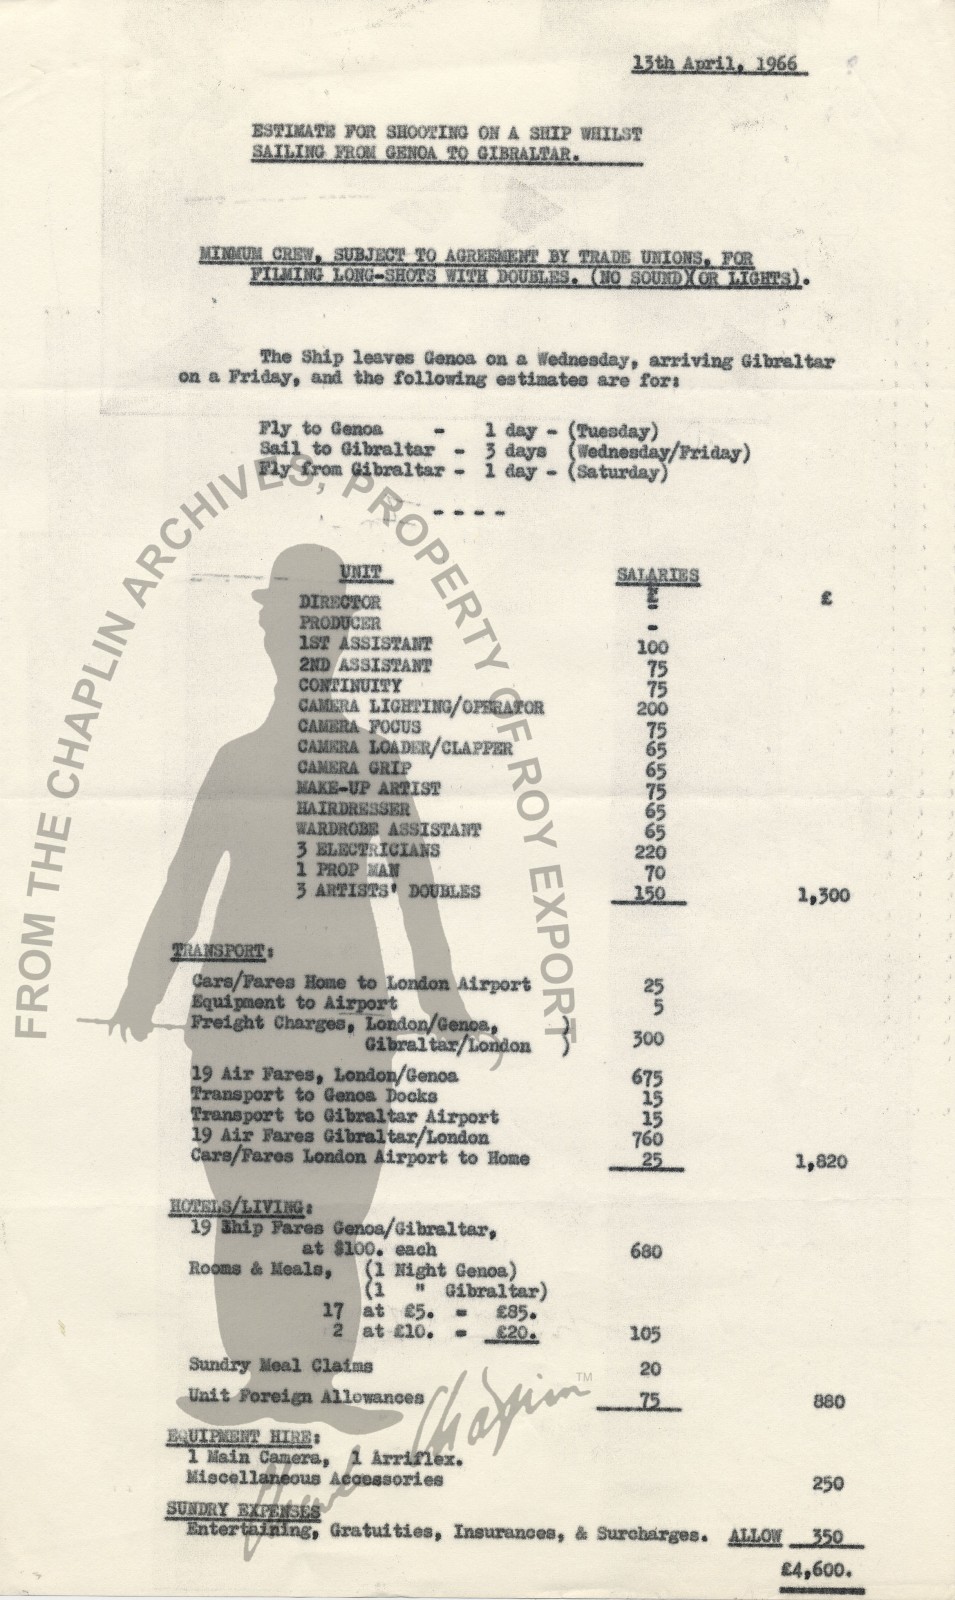 13th April, 1966
ESTIMATE FOR SHOOTING ON A SHIP WHILST
SAILING FROM GENOA TO GIBRALTAR.
MINMUM CREW, SUBJECT TO AGREEMENT BY TRADE UNIONS, FOR
FILMING LONG-SHOTS WITH DOUBLES. (NO SOUND)(OR LIGHTS).
The Ship leaves Genoa on a Wednesday, arriving Gibraltar
on a Friday, and the following estimates are for:
Fly to Genoa - 1 day - (Tuesday)
Sail to Gibraltar - 3 days (Wednesday/Friday)
Fly from Gibraltar - 1 day - (Saturday)
- - - -
UNIT SALARIES
£ £
DIRECTOR -
PRODUCER -
1ST ASSISTANT 100
2ND ASSISTANT 75
CONTINUITY 75
CAMERA LIGHTING/OPERATOR 200
CAMERA FOCUS 75
CAMERA LOADER/CLAPPER 65
CAMERA GRIP 65
MAKE-UP ARTIST 75
HAIRDRESSER 65
WARDROBE ASSISTANT 65
3 ELECTRICIANS 220
1 PROP MAN 70
3 ARTISTS' DOUBLES 150 1,300
TRANSPORT:
Cars/Fares Home to London Airport 25
Equipment to Airport 5
Freight Charges, London/Genoa,
Gibraltar/London ) 300
19 Air Fares, London/Genoa 675
Transport to Genoa Docks 15
Transport to Gibraltar Airport 15
19 Air Fares Gibraltar/London 760
Cars/Fares London Airport to Home 25 1,820
HOTELS/LIVING:
19 Ship Fares Genoa/Gibraltar,
at $100. each 680
Rooms & Meals, (1 Night Genoa)
(1 " Gibraltar)
17 at £5. = £85.
2 at £10. = £20. 105
Sundry Meal Claims 20
Unit Foreign Allowances 75 880
EQUIPMENT HIRE:
1 Main Camera, 1 Arriflex.
Miscellaneous Accessories 250
SUNDRY EXPENSES
Entertaining, Gratuities, Insurances, & Surcharges. ALLOW 350
£4,600.
FROM THE CHAPLIN ARCHIVES, PROPERTY OF ROY EXPORT
Charles Chaplin TM